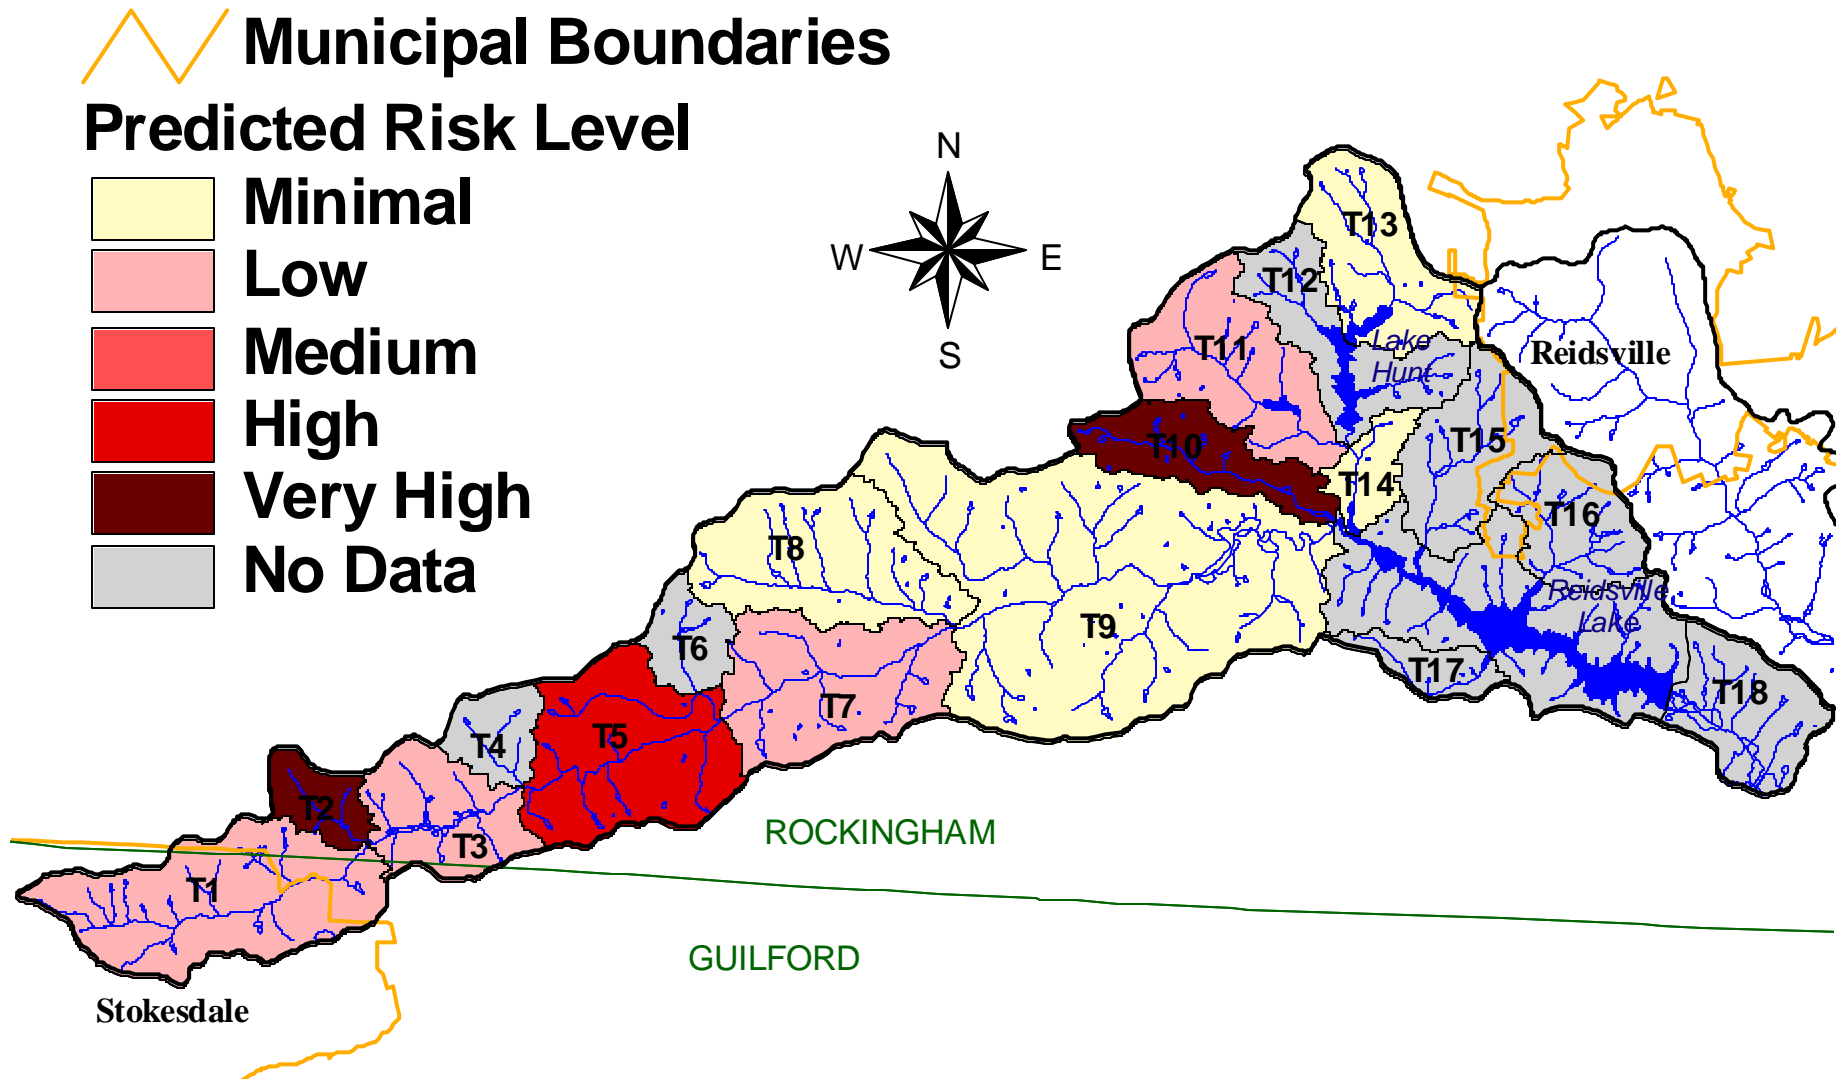 Municipal Boundaries
Predicted Risk Level
Minimal
Low
Medium
High
Very High
No Data
N
W
E
S
T13
T12
T11
Lake
Hunt
Reidsville
T10
T15
T14
T16
T8
Reidsville
Lake
T9
T6
T17
T18
T7
T5
T4
T2
T3
ROCKINGHAM
T1
GUILFORD
Stokesdale